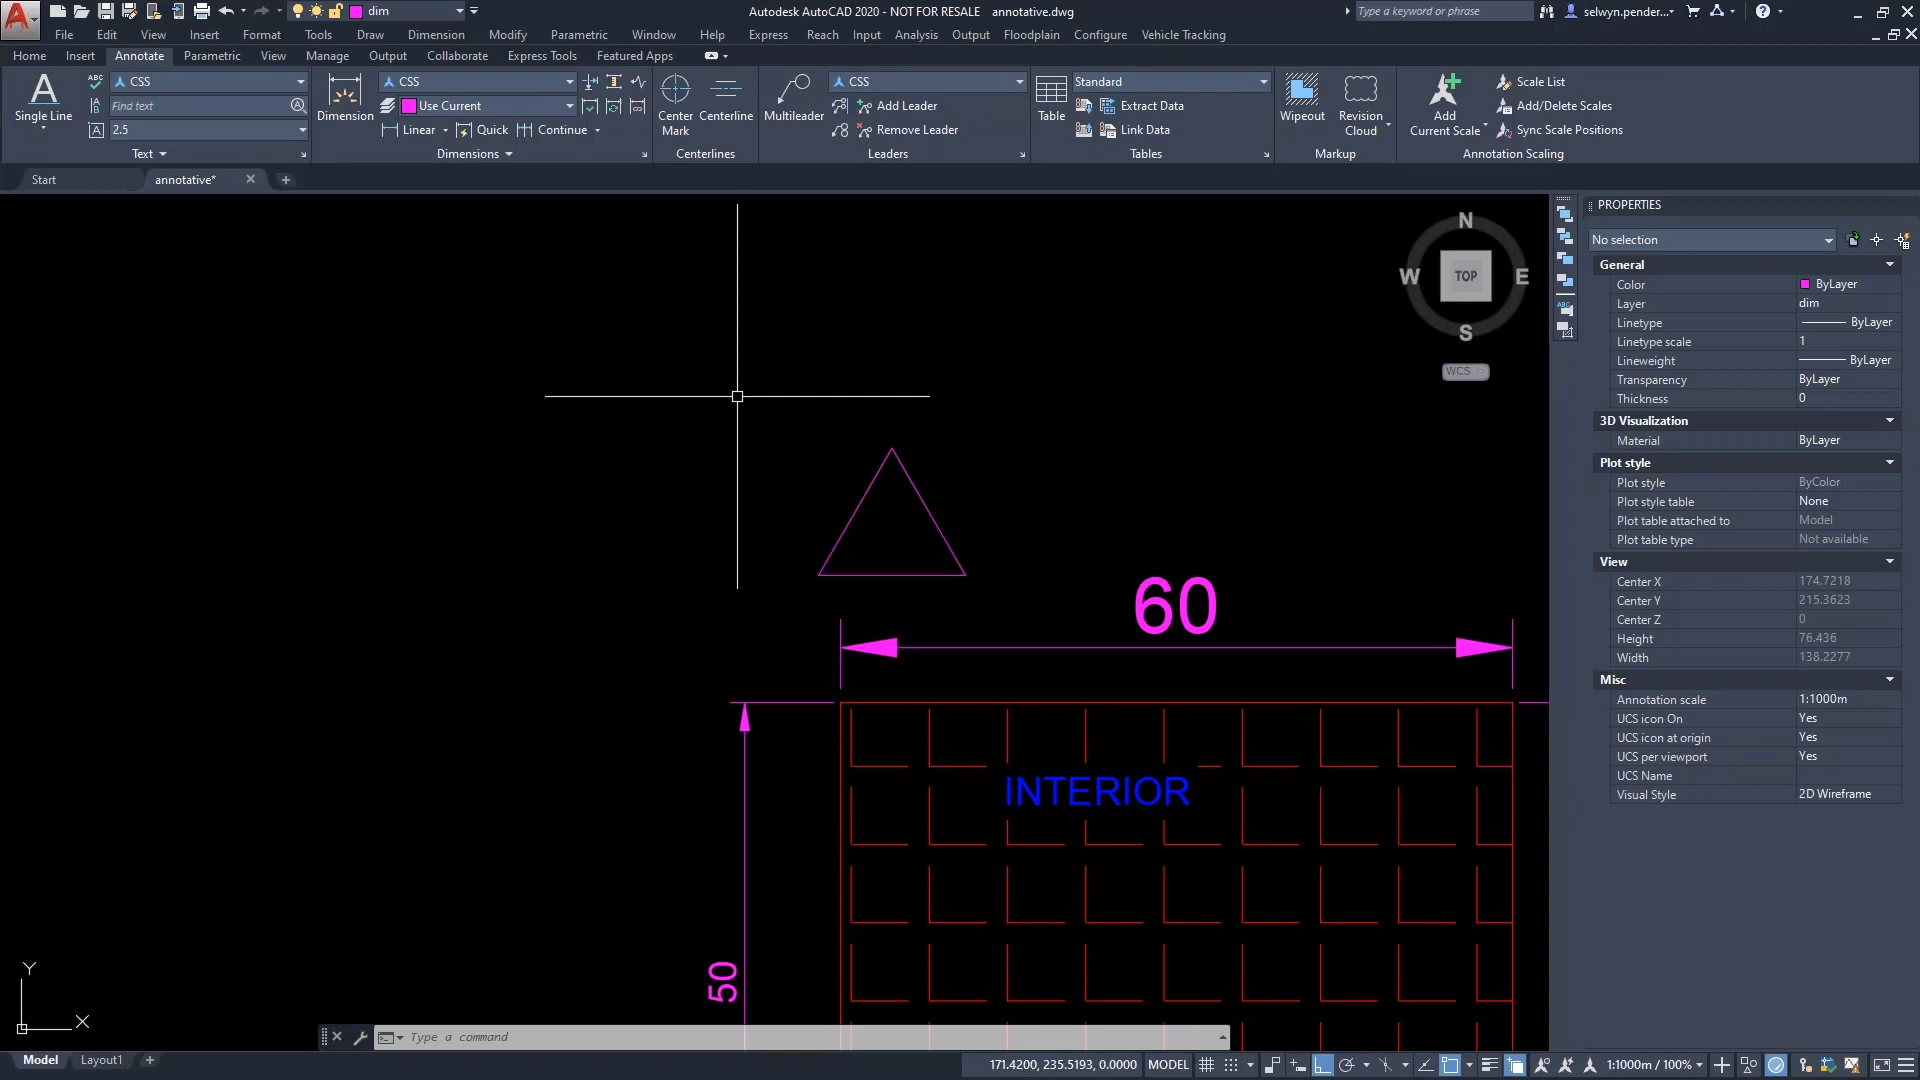 dim
Autodesk AutoCAD 2020 - NOT FOR RESALE annotative.dwg
Type a keyword or phrase
selwyn.pender...
File Edit View Insert Format Tools Draw Dimension Modify Parametric Window Help Express Reach Input Analysis Output Floodplain Configure Vehicle Tracking
Home Insert Annotate Parametric View Manage Output Collaborate Express Tools Featured Apps
A
Single Line
ABC
CSS
Find text
2.5
Text
Dimension
CSS
Use Current
Linear Quick Continue
Dimensions
Center Mark
Centerline
Centerlines
Multileader
CSS
Add Leader
Remove Leader
Leaders
Table
Standard
Extract Data
Link Data
Tables
Wipeout
Revision Cloud
Markup
Add Current Scale
Scale List
Add/Delete Scales
Sync Scale Positions
Annotation Scaling
Start annotative*
N
W TOP E
S
WCS
60
INTERIOR
50
Y
X
PROPERTIES
No selection
General
Color ByLayer
Layer dim
Linetype ByLayer
Linetype scale 1
Lineweight ByLayer
Transparency ByLayer
Thickness 0
3D Visualization
Material ByLayer
Plot style
Plot style ByColor
Plot style table None
Plot table attached to Model
Plot table type Not available
View
Center X 174.7218
Center Y 215.3623
Center Z 0
Height 76.436
Width 138.2277
Misc
Annotation scale 1:1000m
UCS icon On Yes
UCS icon at origin Yes
UCS per viewport Yes
UCS Name
Visual Style 2D Wireframe
Type a command
Model Layout1
171.4200, 235.5193, 0.0000 MODEL 1:1000m / 100%